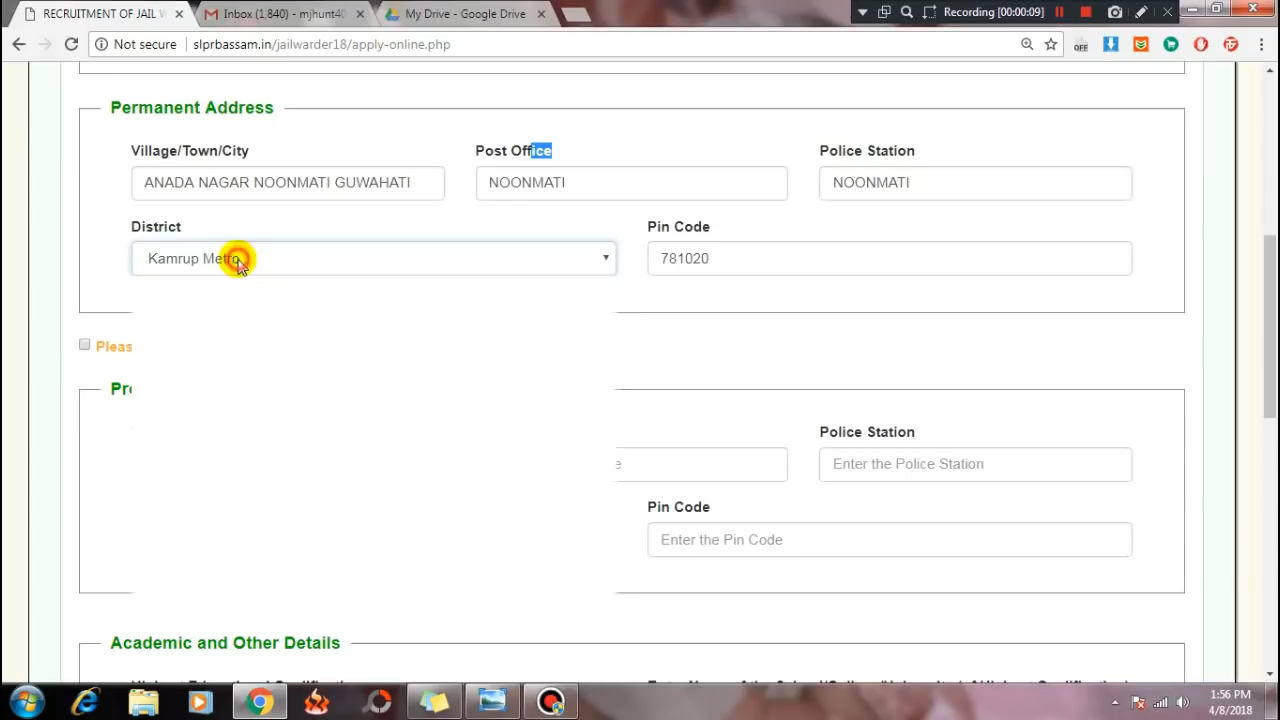 RECRUITMENT OF JAIL W
Inbox (1,840) - mjhunt40
My Drive - Google Drive
Recording [00:00:09]
Not secure
slprbassam.in/jailwarder18/apply-online.php
OFF
Permanent Address
Village/Town/City
Post Office
Police Station
ANADA NAGAR NOONMATI GUWAHATI
NOONMATI
NOONMATI
District
Pin Code
Kamrup Metro
781020
Pleas
Pre
Police Station
e
Enter the Police Station
Pin Code
Enter the Pin Code
Academic and Other Details
1:56 PM
4/8/2018